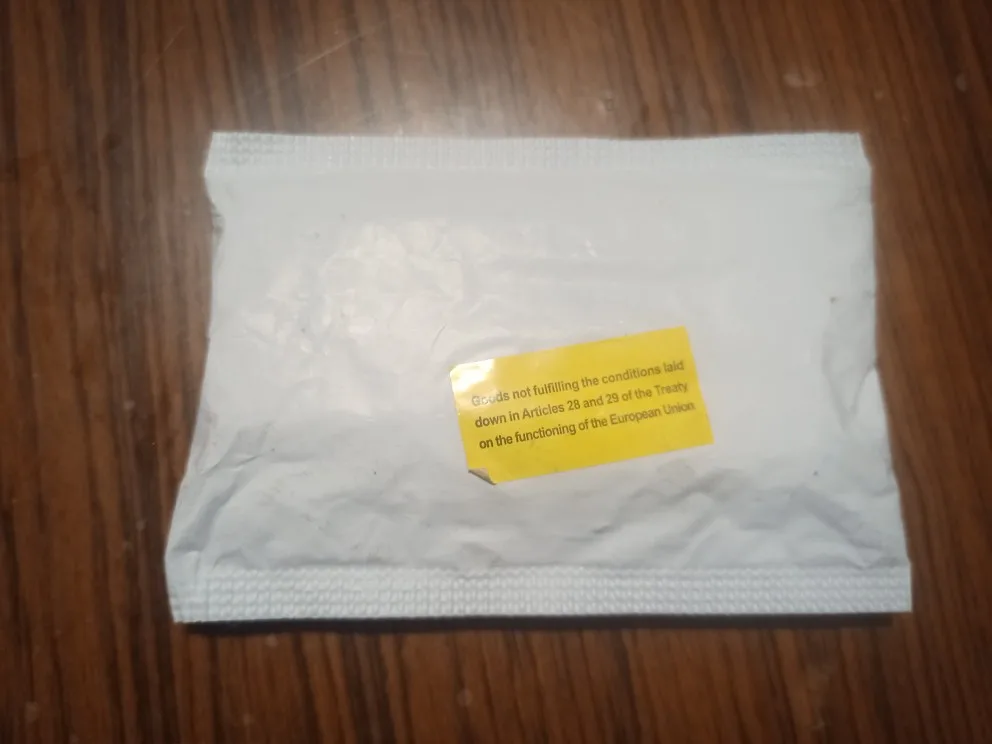 Goods not fulfilling the conditions laid
down in Articles 28 and 29 of the Treaty
on the functioning of the European Union